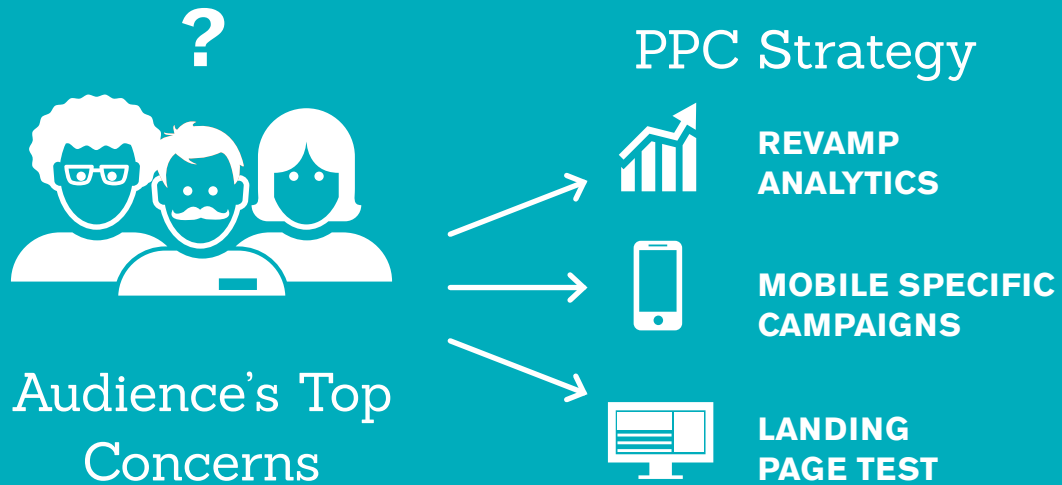 ?
Audience’s Top
Concerns
PPC Strategy
REVAMP
ANALYTICS
MOBILE SPECIFIC
CAMPAIGNS
LANDING
PAGE TEST